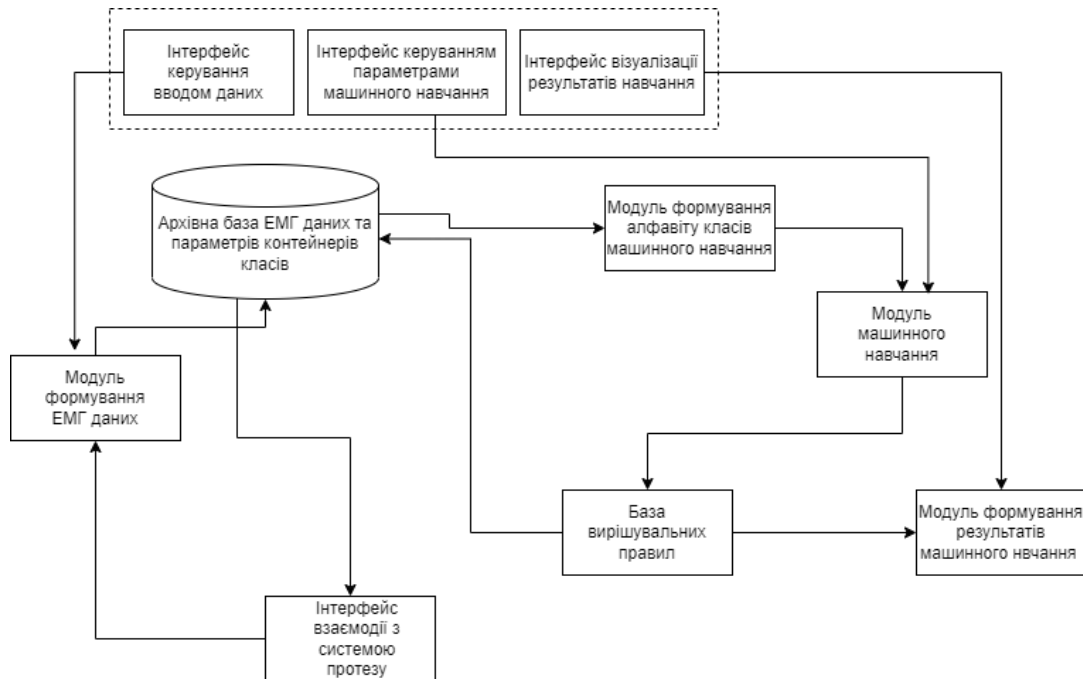 Інтерфейс
керування
вводом даних
Інтерфейс керуванням
параметрами
машинного навчання
Інтерфейс візуалізації
результатів навчання
Архівна база ЕМГ даних та
параметрів контейнерів
класів
Модуль формування
алфавіту класів
машинного навчання
Модуль
машинного
навчання
Модуль
формування
ЕМГ даних
База
вирішувальних
правил
Модуль формування
результатів
машинного нвчання
Інтерфейс
взаємодії з
системою
протезу